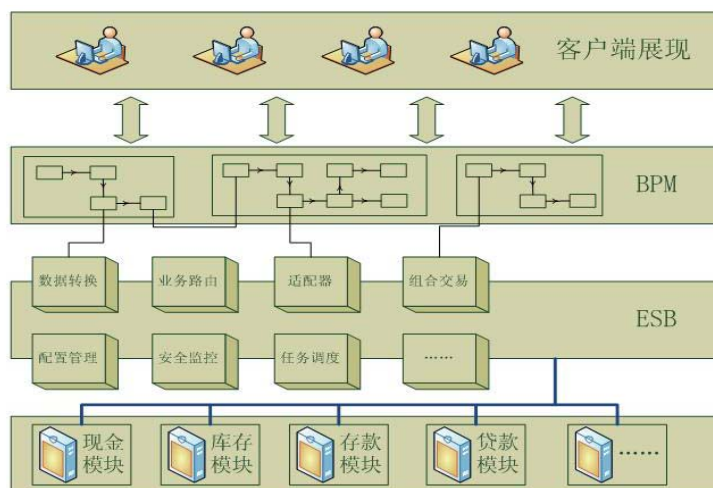 客户端展现
BPM
数据转换
业务路由
适配器
组合交易
ESB
配置管理
安全监控
任务调度
……
现金
模块
库存
模块
存款
模块
贷款
模块
……